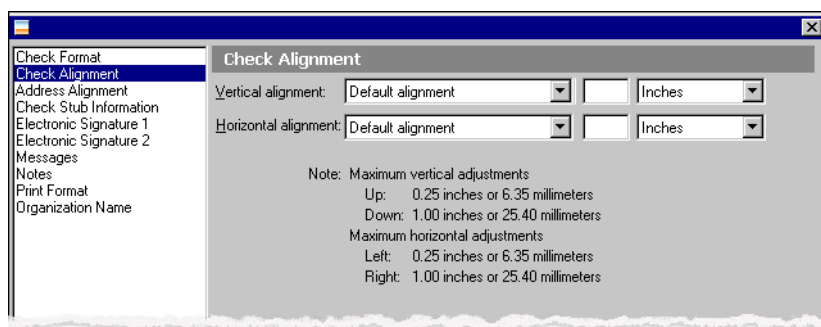 Check Format
Check Alignment
Address Alignment
Check Stub Information
Electronic Signature 1
Electronic Signature 2
Messages
Notes
Print Format
Organization Name
Check Alignment
Vertical alignment: Default alignment Inches
Horizontal alignment: Default alignment Inches
Note: Maximum vertical adjustments
Up: 0.25 inches or 6.35 millimeters
Down: 1.00 inches or 25.40 millimeters
Maximum horizontal adjustments
Left: 0.25 inches or 6.35 millimeters
Right: 1.00 inches or 25.40 millimeters